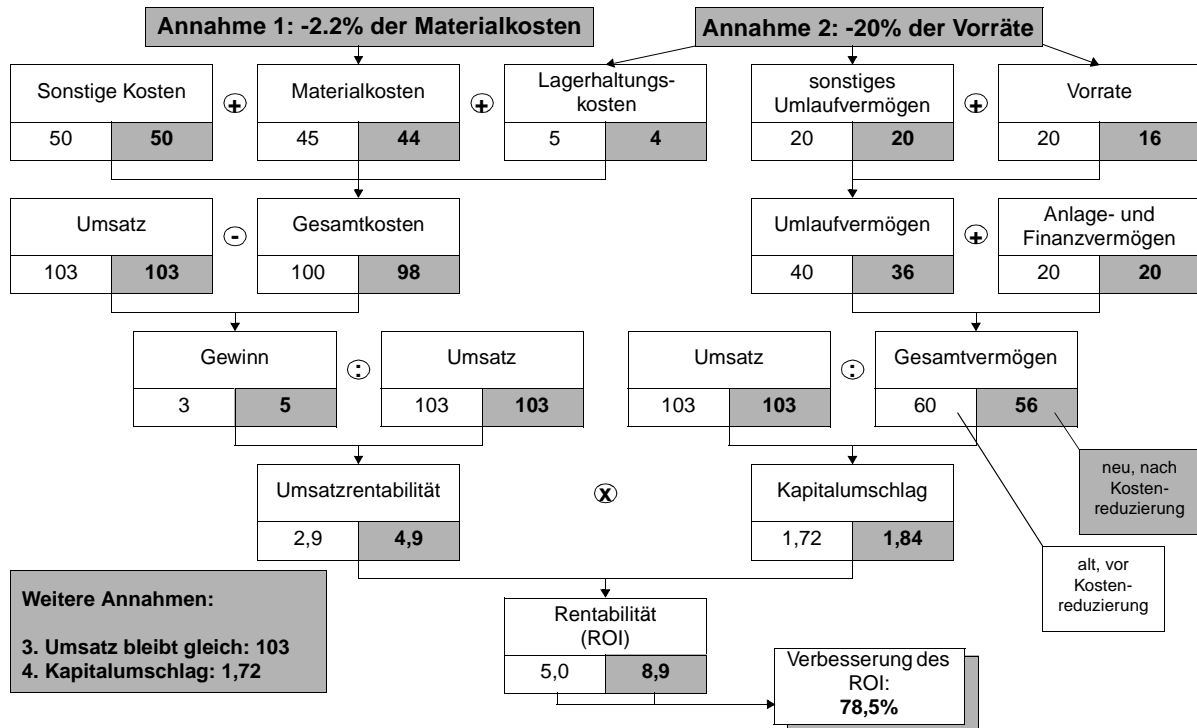 Annahme 1: -2.2% der Materialkosten
Annahme 2: -20% der Vorräte
Sonstige Kosten
50 50
+
Materialkosten
45 44
+
Lagerhaltungs-
kosten
5 4
sonstiges
Umlaufvermögen
20 20
+
Vorrate
20 16
Umsatz
103 103
-
Gesamtkosten
100 98
Umlaufvermögen
40 36
+
Anlage- und
Finanzvermögen
20 20
Gewinn
3 5
:
Umsatz
103 103
Umsatz
103 103
:
Gesamtvermögen
60 56
neu, nach
Kosten-
reduzierung
Umsatzrentabilität
2,9 4,9
x
Kapitalumschlag
1,72 1,84
alt, vor
Kosten-
reduzierung
Weitere Annahmen:
3. Umsatz bleibt gleich: 103
4. Kapitalumschlag: 1,72
Rentabilität
(ROI)
5,0 8,9
Verbesserung des
ROI:
78,5%